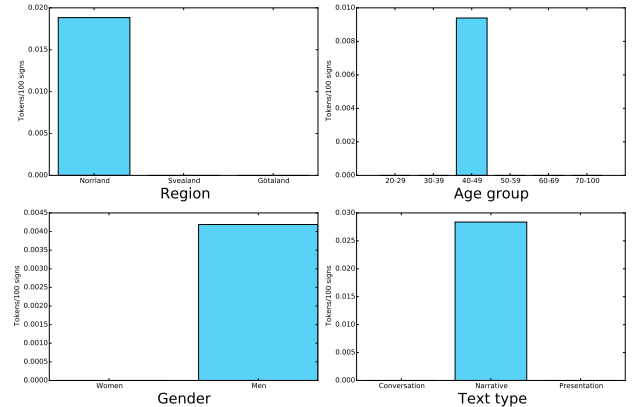 0.020
0.015
0.010
0.005
0.000
Tokens/100 signs
Norrland Svealand Götaland
Region
0.010
0.008
0.006
0.004
0.002
0.000
Tokens/100 signs
20-29 30-39 40-49 50-59 60-69 70-100
Age group
0.0045
0.0040
0.0035
0.0030
0.0025
0.0020
0.0015
0.0010
0.0005
0.0000
Tokens/100 signs
Women Men
Gender
0.030
0.025
0.020
0.015
0.010
0.005
0.000
Tokens/100 signs
Conversation Narrative Presentation
Text type